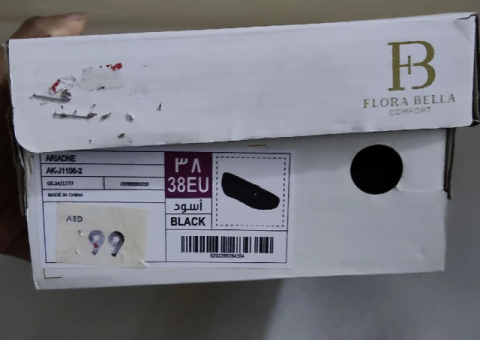 FB
FLORA BELLA
COMFORT
ARIADNE
AK-J1106-2
MADE IN CHINA
٣٨
38EU
أسود
BLACK
AED
99